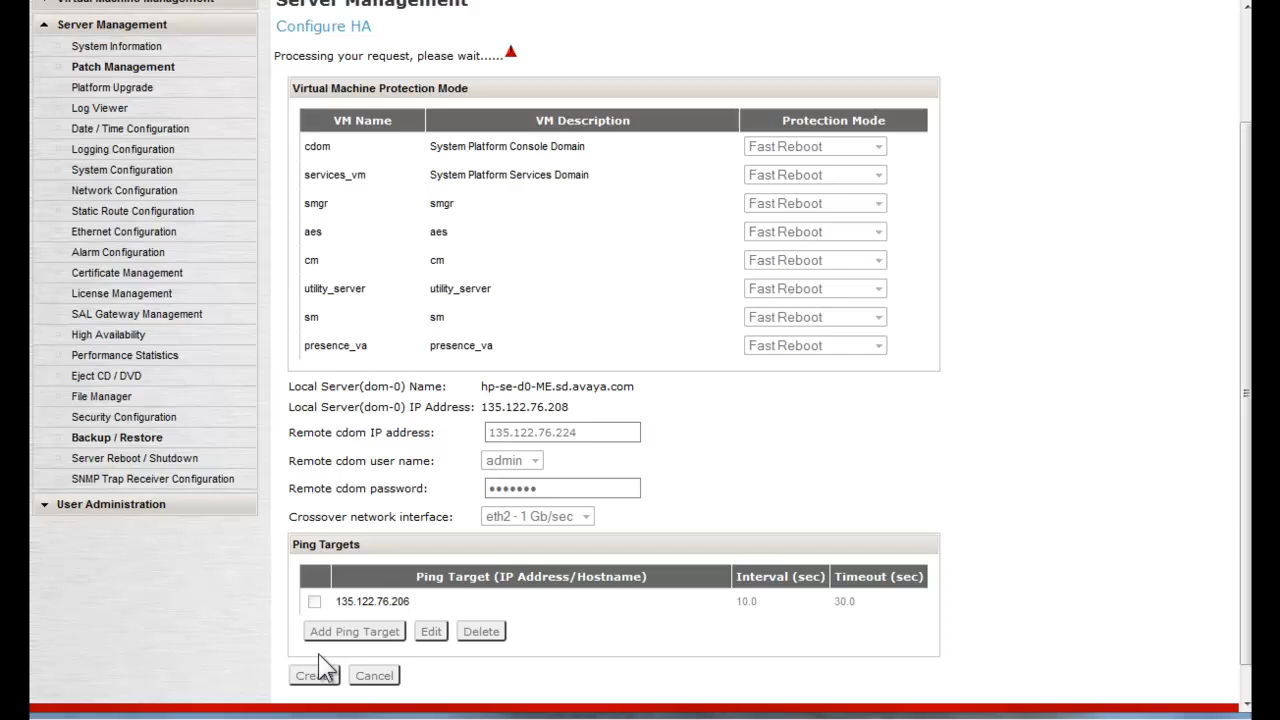 Virtual Machine Management
Server Management
Server Management
Configure HA
System Information
Processing your request, please wait......
Patch Management
Platform Upgrade
Virtual Machine Protection Mode
Log Viewer
VM Name VM Description Protection Mode
Date / Time Configuration
cdom System Platform Console Domain Fast Reboot
Logging Configuration
System Configuration
services_vm System Platform Services Domain Fast Reboot
Network Configuration
smgr smgr Fast Reboot
Static Route Configuration
aes aes Fast Reboot
Ethernet Configuration
Alarm Configuration
cm cm Fast Reboot
Certificate Management
utility_server utility_server Fast Reboot
License Management
SAL Gateway Management
sm sm Fast Reboot
High Availability
presence_va presence_va Fast Reboot
Performance Statistics
Eject CD / DVD
Local Server(dom-0) Name: hp-se-d0-ME.sd.avaya.com
File Manager
Local Server(dom-0) IP Address: 135.122.76.208
Security Configuration
Remote cdom IP address: 135.122.76.224
Backup / Restore
Server Reboot / Shutdown
Remote cdom user name: admin
SNMP Trap Receiver Configuration
Remote cdom password: •••••••
User Administration
Crossover network interface: eth2 - 1 Gb/sec
Ping Targets
Ping Target (IP Address/Hostname) Interval (sec) Timeout (sec)
135.122.76.206 10.0 30.0
Add Ping Target Edit Delete
Cancel